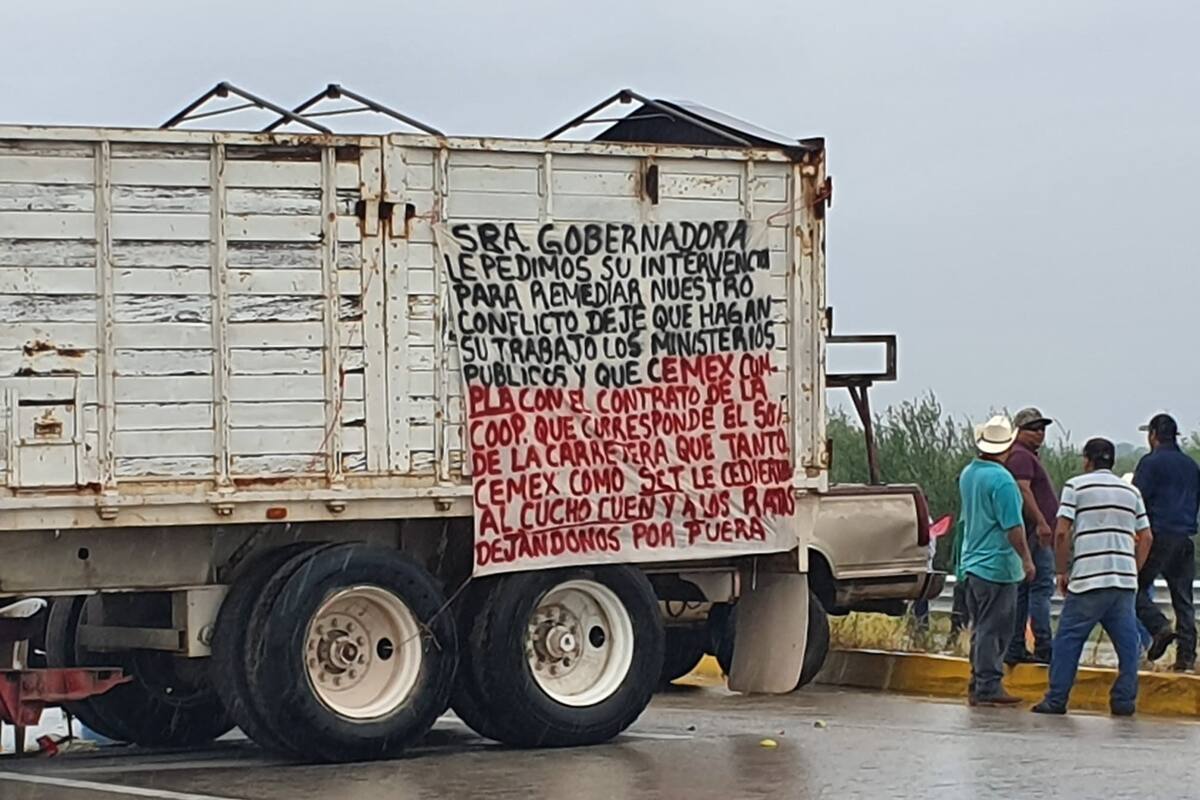 SRA. GOBERNADORA
LE PEDIMOS SU INTERVENCION
PARA REMEDIAR NUESTRO
CONFLICTO DEJE QUE HAGAN
SU TRABAJO LOS MINISTERIOS
PUBLICOS Y QUE CEMEX CUM-
PLA CON EL CONTRATO DE LA
COOP. QUE CORRESPONDE EL 50%
DE LA CARRETERA QUE TANTO
CEMEX COMO SCT LE CEDIERON
AL CUCHO CUEN Y A LOS RAMOS
DEJANDONOS POR FUERA